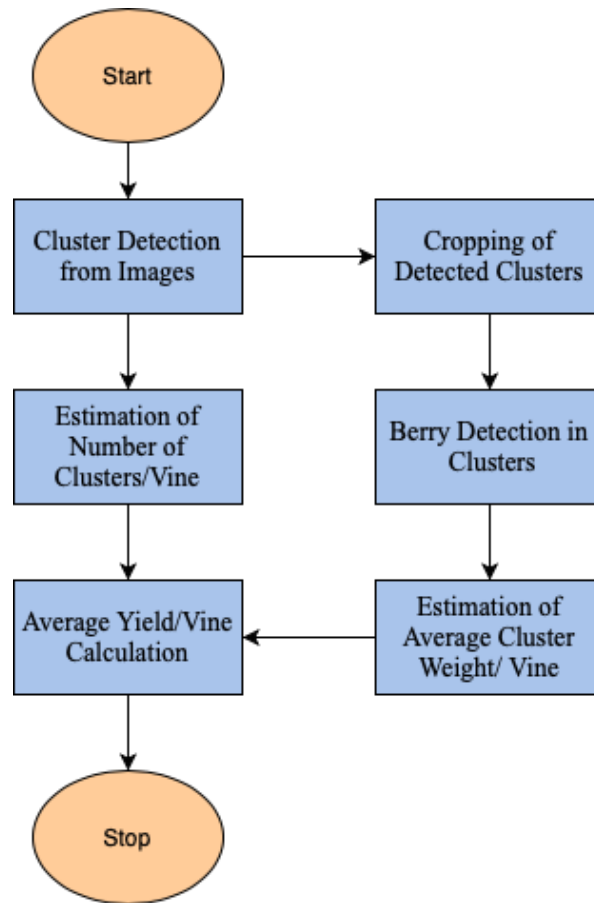 Start
Cluster Detection
from Images
Cropping of
Detected Clusters
Estimation of
Number of
Clusters/Vine
Berry Detection in
Clusters
Average Yield/Vine
Calculation
Estimation of
Average Cluster
Weight/ Vine
Stop